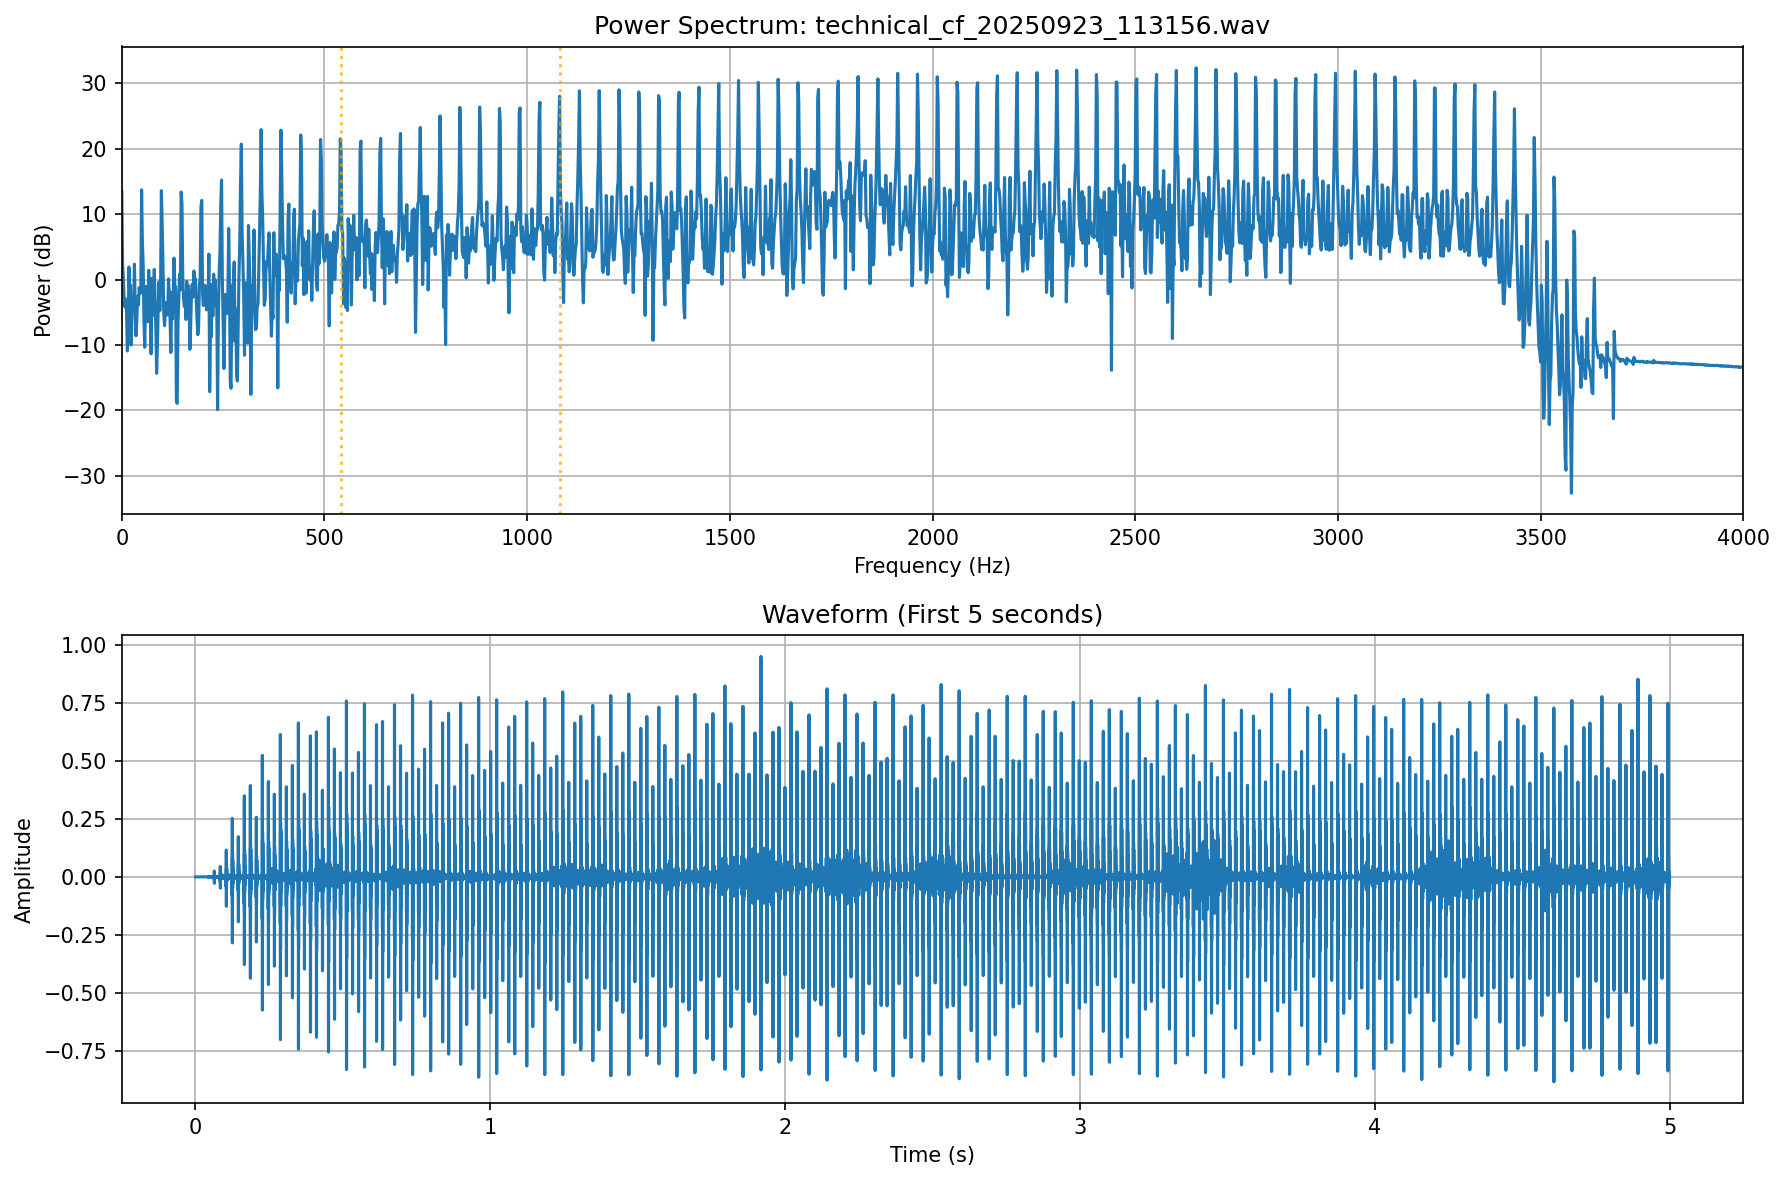 Power Spectrum: technical_cf_20250923_113156.wav
30
20
10
0
−10
−20
−30
Power (dB)
0 500 1000 1500 2000 2500 3000 3500 4000
Frequency (Hz)
Waveform (First 5 seconds)
1.00
0.75
0.50
0.25
0.00
−0.25
−0.50
−0.75
Amplitude
0 1 2 3 4 5
Time (s)